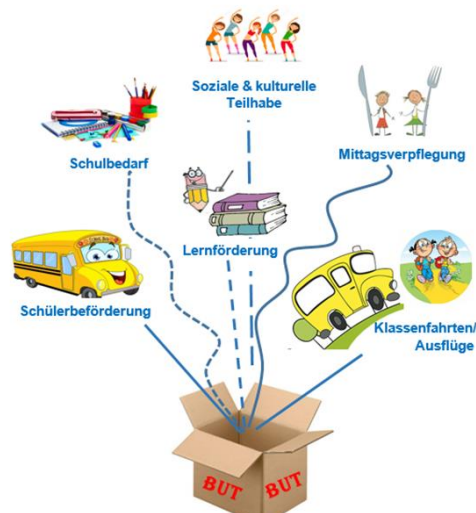 Soziale & kulturelle
Teilhabe
Schulbedarf
Mittagsverpflegung
Lernförderung
Schülerbeförderung
Klassenfahrten/
Ausflüge
BUT
BUT